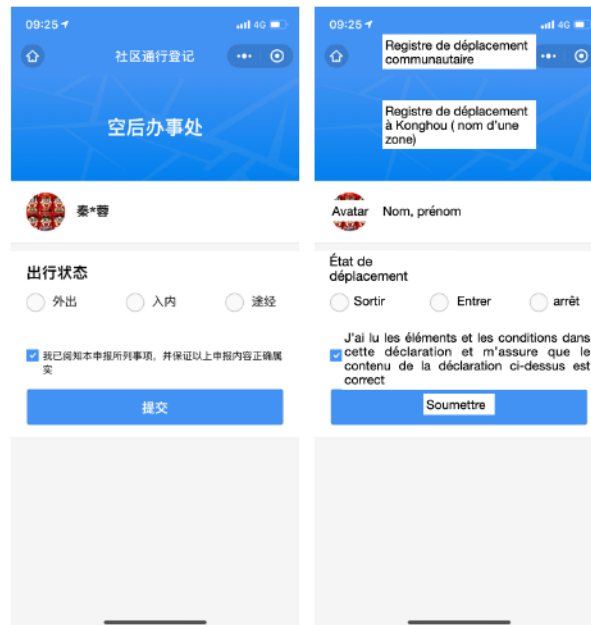 09:25
4G
社区通行登记
空后办事处
秦*蓉
出行状态
外出
入内
途经
我已阅知本申报所列事项，并保证以上申报内容正确属
实
提交
09:25
4G
Registre de déplacement
communautaire
Registre de déplacement
à Konghou ( nom d'une
zone)
Avatar
Nom, prénom
État de
déplacement
Sortir
Entrer
arrêt
J'ai lu les éléments et les conditions dans
cette déclaration et m'assure que le
contenu de la déclaration ci-dessus est
correct
Soumettre